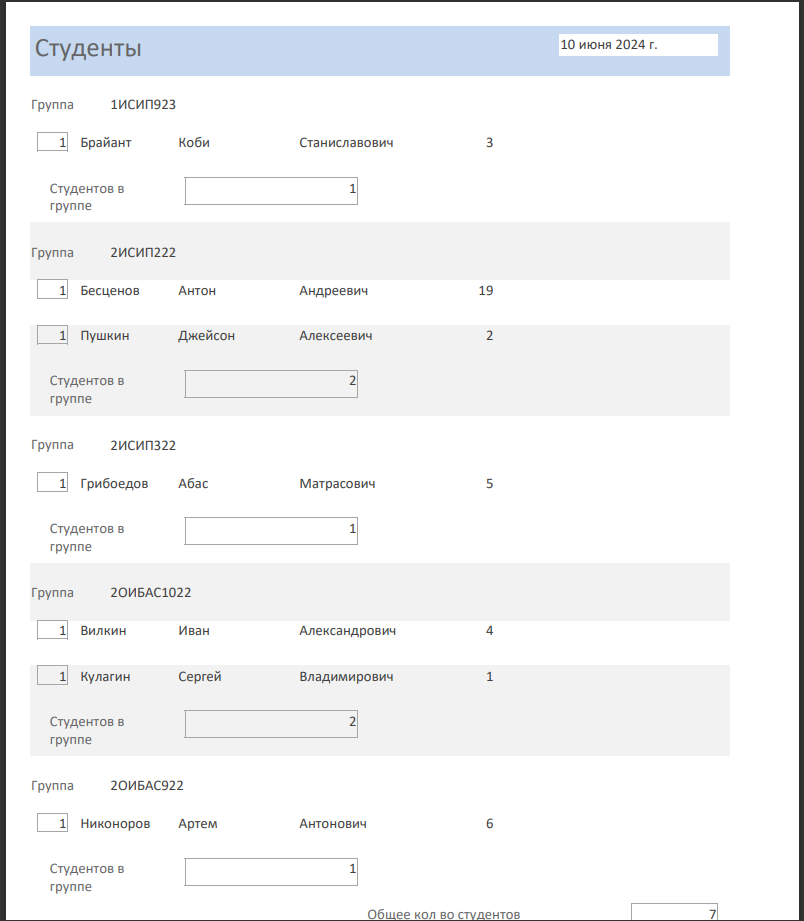 Студенты 10 июня 2024 г.
Группа 1ИСИП923
1 Брайант Коби Станиславович 3
Студентов в 1
группе
Группа 2ИСИП222
1 Бесценов Антон Андреевич 19
1 Пушкин Джейсон Алексеевич 2
Студентов в 2
группе
Группа 2ИСИП322
1 Грибоедов Абас Матрасович 5
Студентов в 1
группе
Группа 2ОИБАС1022
1 Вилкин Иван Александрович 4
1 Кулагин Сергей Владимирович 1
Студентов в 2
группе
Группа 2ОИБАС922
1 Никоноров Артем Антонович 6
Студентов в 1
группе
Общее кол во студентов 7